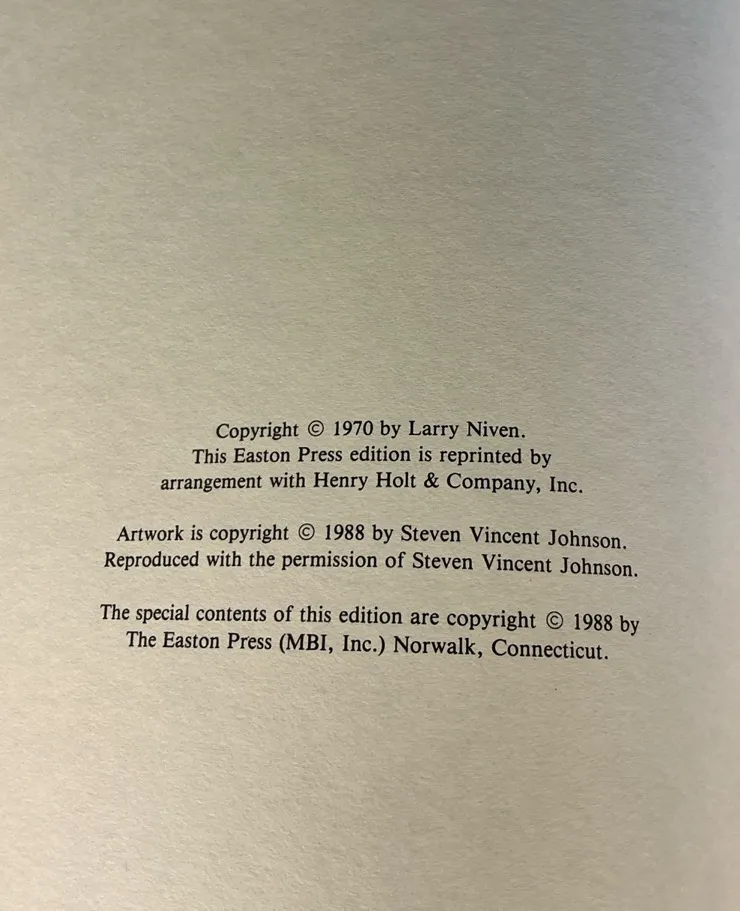 Copyright © 1970 by Larry Niven.
This Easton Press edition is reprinted by
arrangement with Henry Holt & Company, Inc.
Artwork is copyright © 1988 by Steven Vincent Johnson.
Reproduced with the permission of Steven Vincent Johnson.
The special contents of this edition are copyright © 1988 by
The Easton Press (MBI, Inc.) Norwalk, Connecticut.